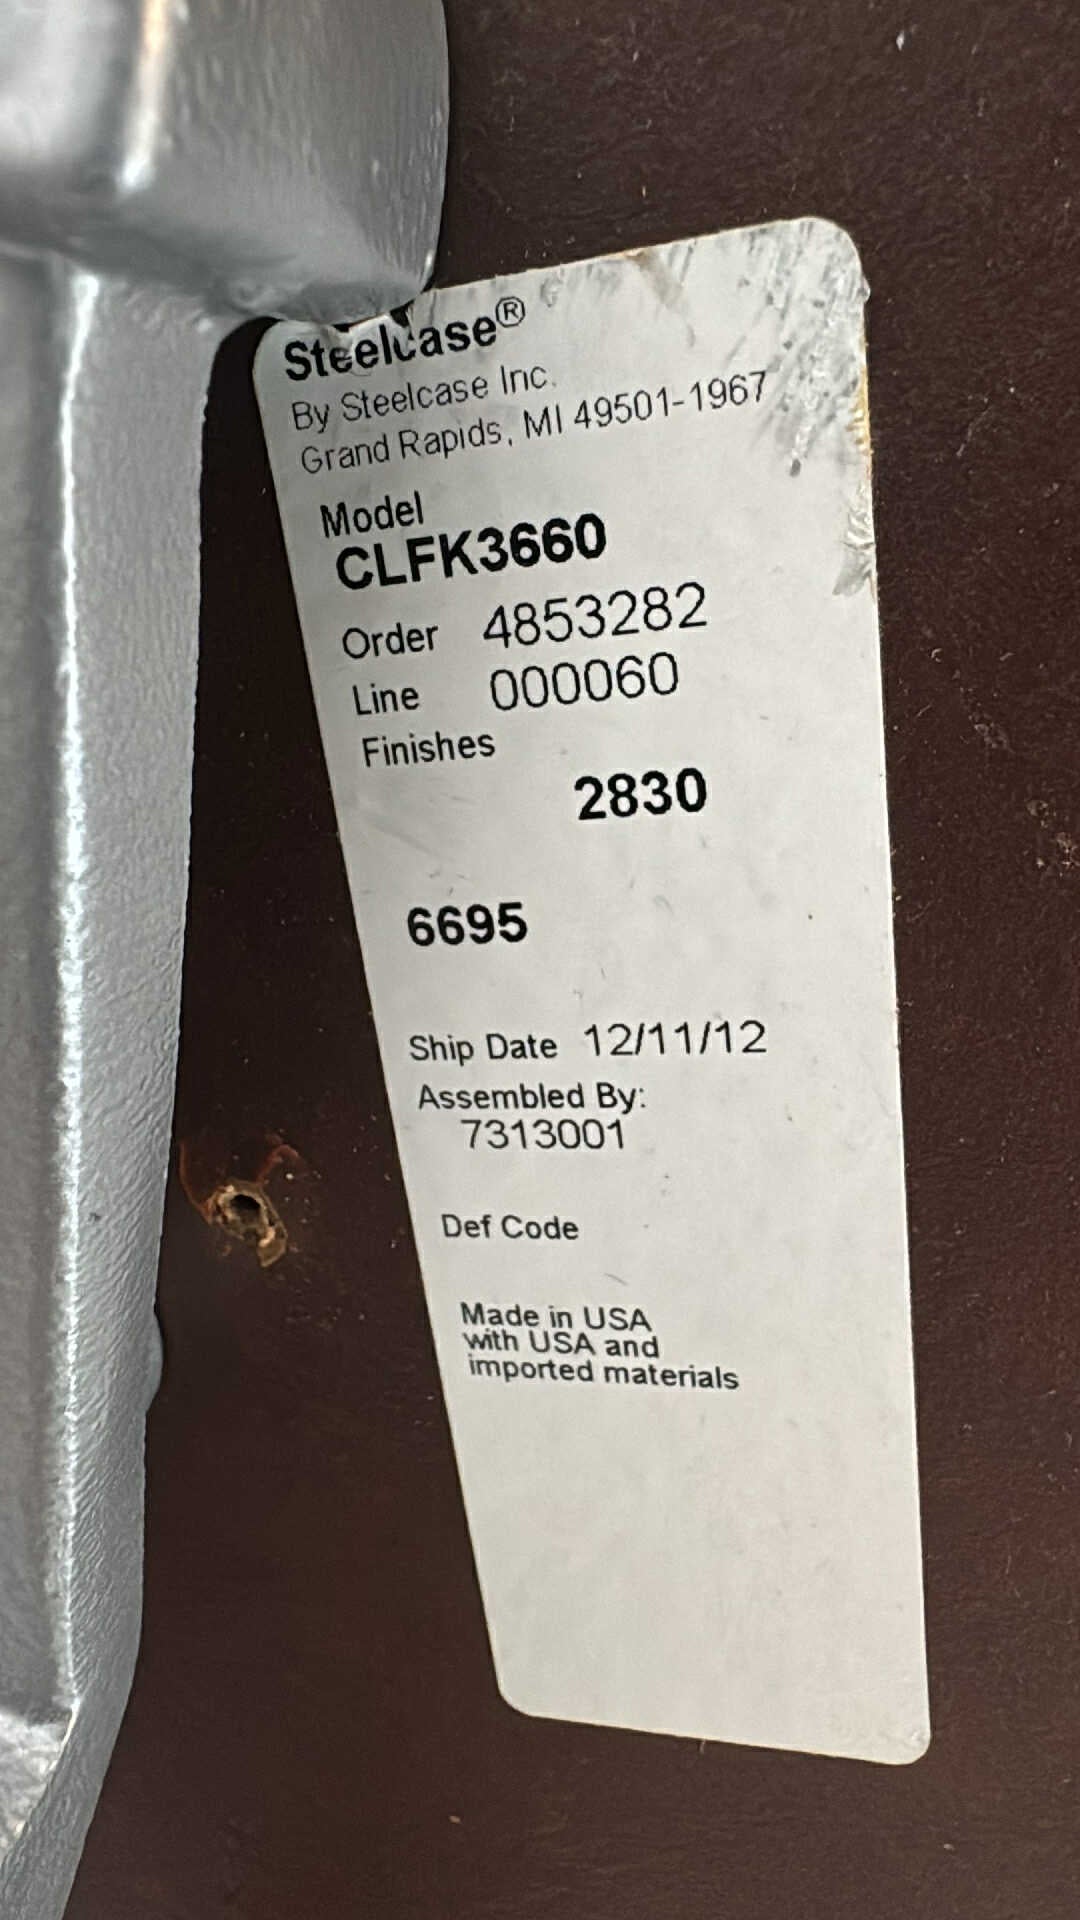 Steelcase®
By Steelcase Inc.
Grand Rapids, MI 49501-1967
Model
CLFK3660
Order 4853282
Line 000060
Finishes
2830
6695
Ship Date 12/11/12
Assembled By:
7313001
Def Code
Made in USA
with USA and
imported materials